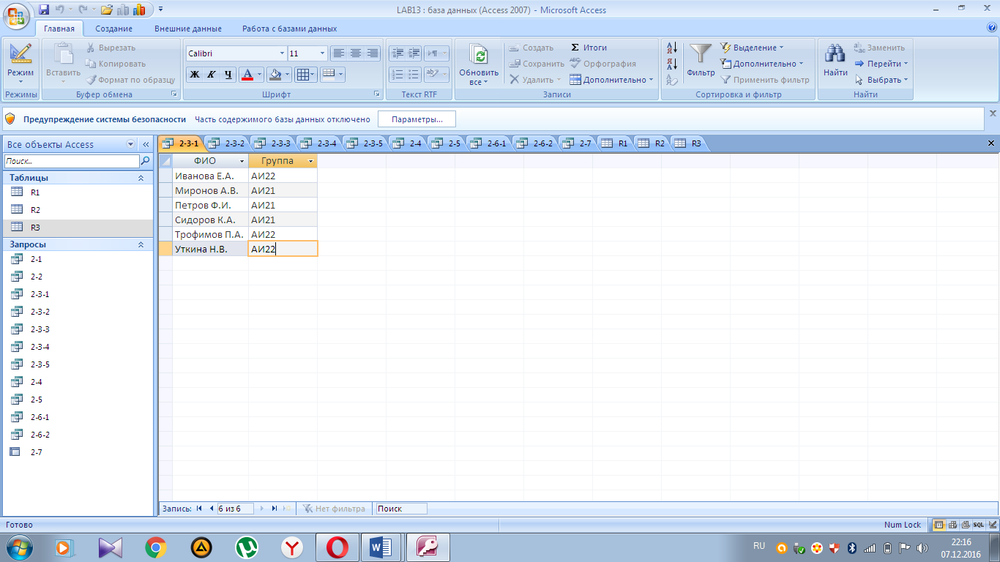 LAB13 : база данных (Access 2007) - Microsoft Access
Главная Создание Внешние данные Работа с базами данных
Режим
Режимы
Вставить
Вырезать
Копировать
Формат по образцу
Буфер обмена
Calibri 11
Ж К Ч A
Шрифт
Текст RTF
Обновить
все
Создать
Сохранить
Удалить
Σ Итоги
Орфография
Дополнительно
Записи
Фильтр
Выделение
Дополнительно
Применить фильтр
Сортировка и фильтр
Найти
Заменить
Перейти
Выбрать
Найти
Предупреждение системы безопасности Часть содержимого базы данных отключено Параметры...
Все объекты Access
Поиск...
Таблицы
R1
R2
R3
Запросы
2-1
2-2
2-3-1
2-3-2
2-3-3
2-3-4
2-3-5
2-4
2-5
2-6-1
2-6-2
2-7
2-3-1 2-3-2 2-3-3 2-3-4 2-3-5 2-4 2-5 2-6-1 2-6-2 2-7 R1 R2 R3
ФИО Группа
Иванова Е.А. АИ22
Миронов А.В. АИ21
Петров Ф.И. АИ21
Сидоров К.А. АИ21
Трофимов П.А. АИ22
Уткина Н.В. АИ22
Запись: 6 из 6 Нет фильтра Поиск
Готово Num Lock SQL
RU 22:16
07.12.2016